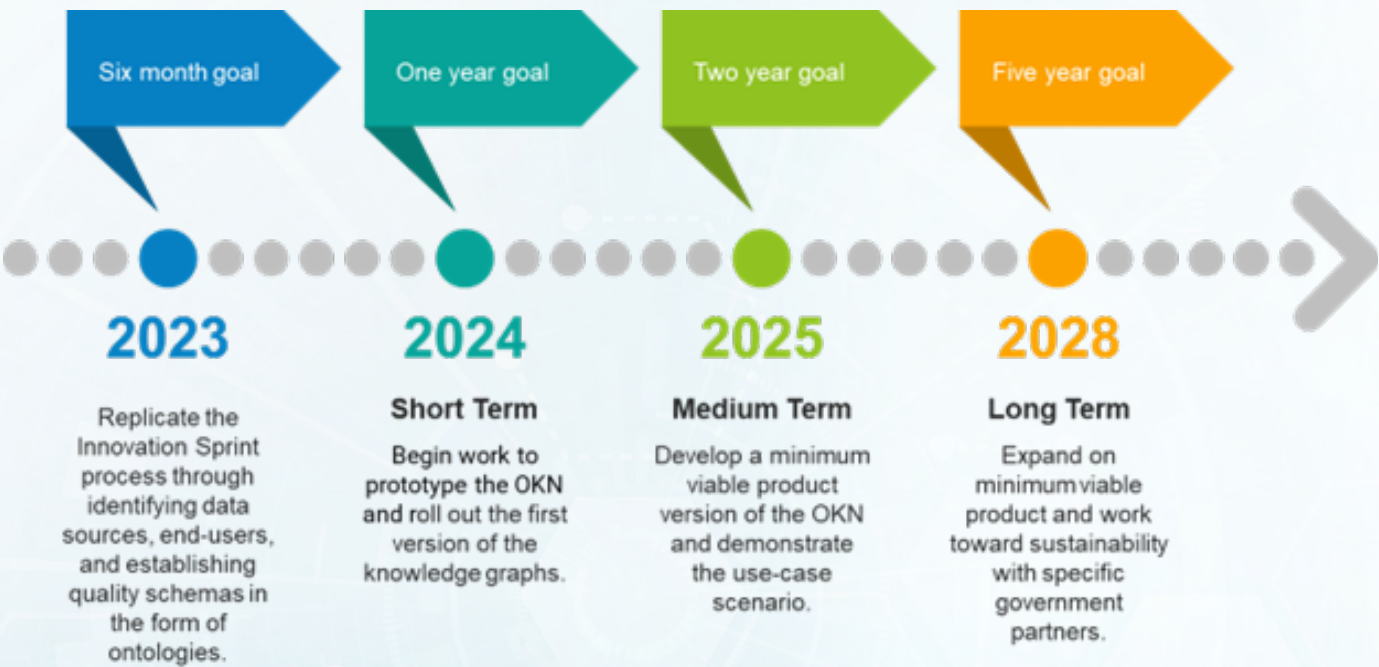 Six month goal
One year goal
Two year goal
Five year goal
2023
Replicate the
Innovation Sprint
process through
identifying data
sources, end-users,
and establishing
quality schemas in
the form of
ontologies.
2024
Short Term
Begin work to
prototype the OKN
and roll out the first
version of the
knowledge graphs.
2025
Medium Term
Develop a minimum
viable product
version of the OKN
and demonstrate
the use-case
scenario.
2028
Long Term
Expand on
minimum viable
product and work
toward sustainability
with specific
government
partners.